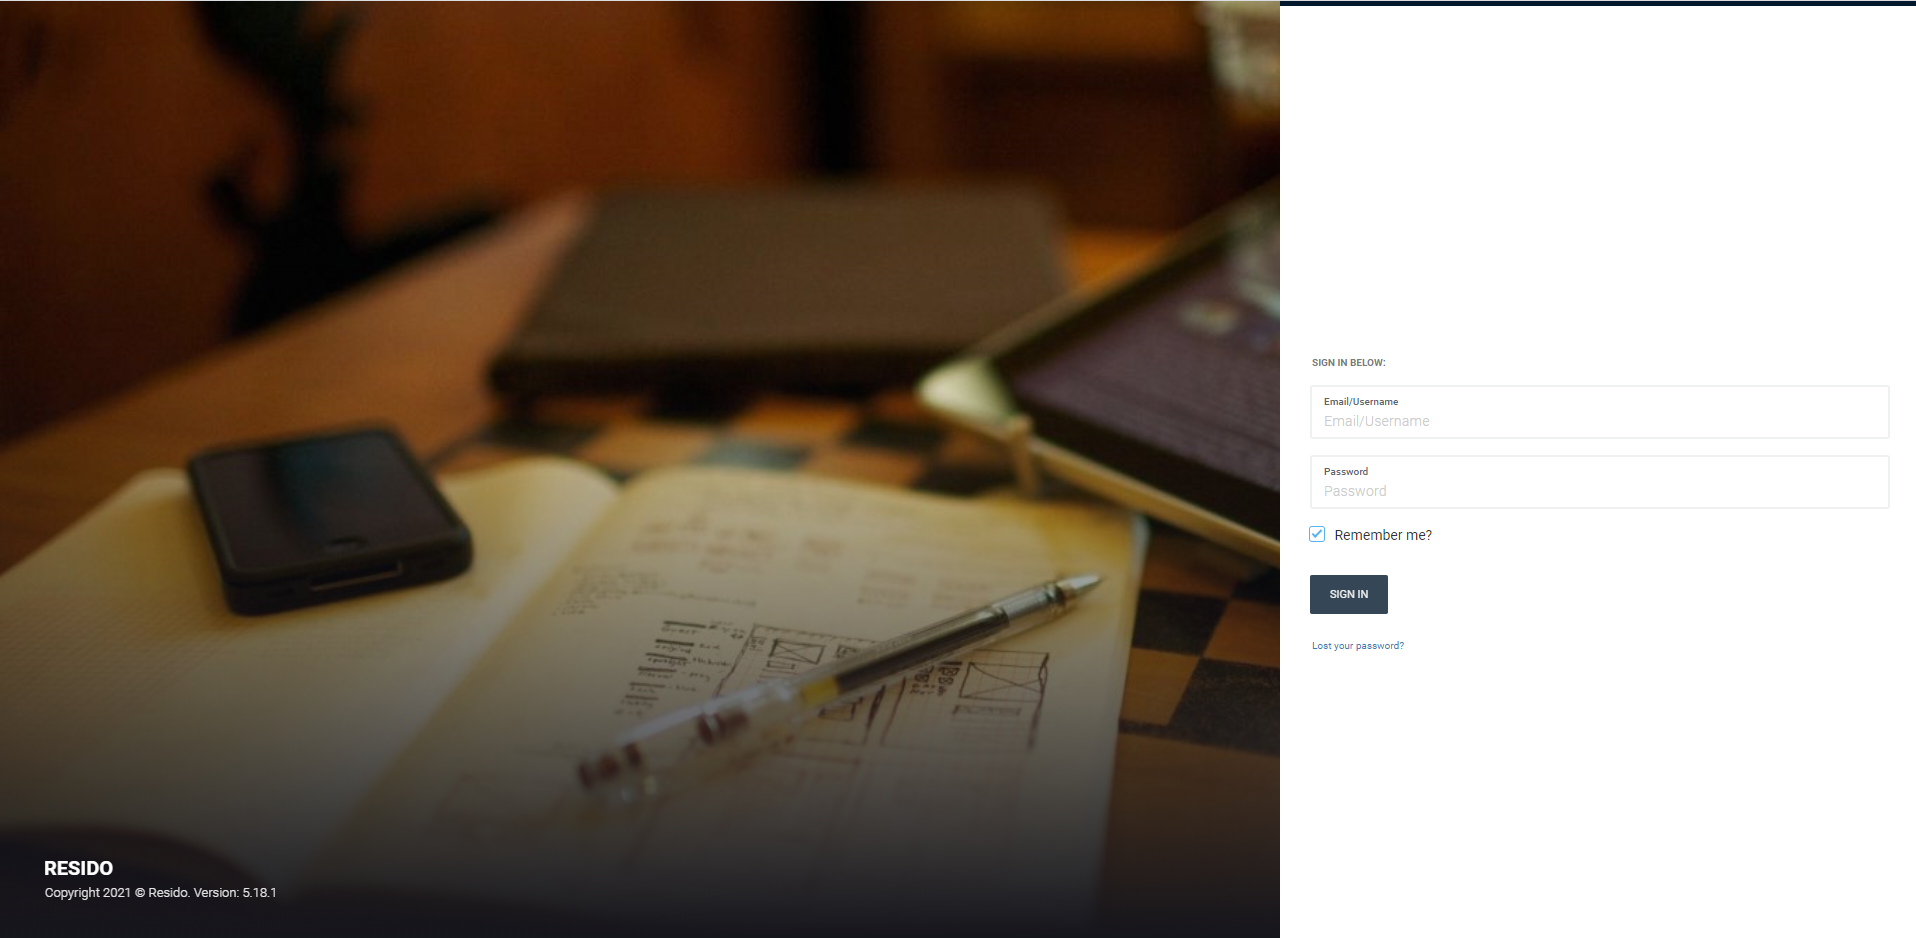 SIGN IN BELOW:
Email/Username
Email/Username
Password
Password
Remember me?
SIGN IN
Lost your password?
RESIDO
Copyright 2021 © Resido. Version: 5.18.1